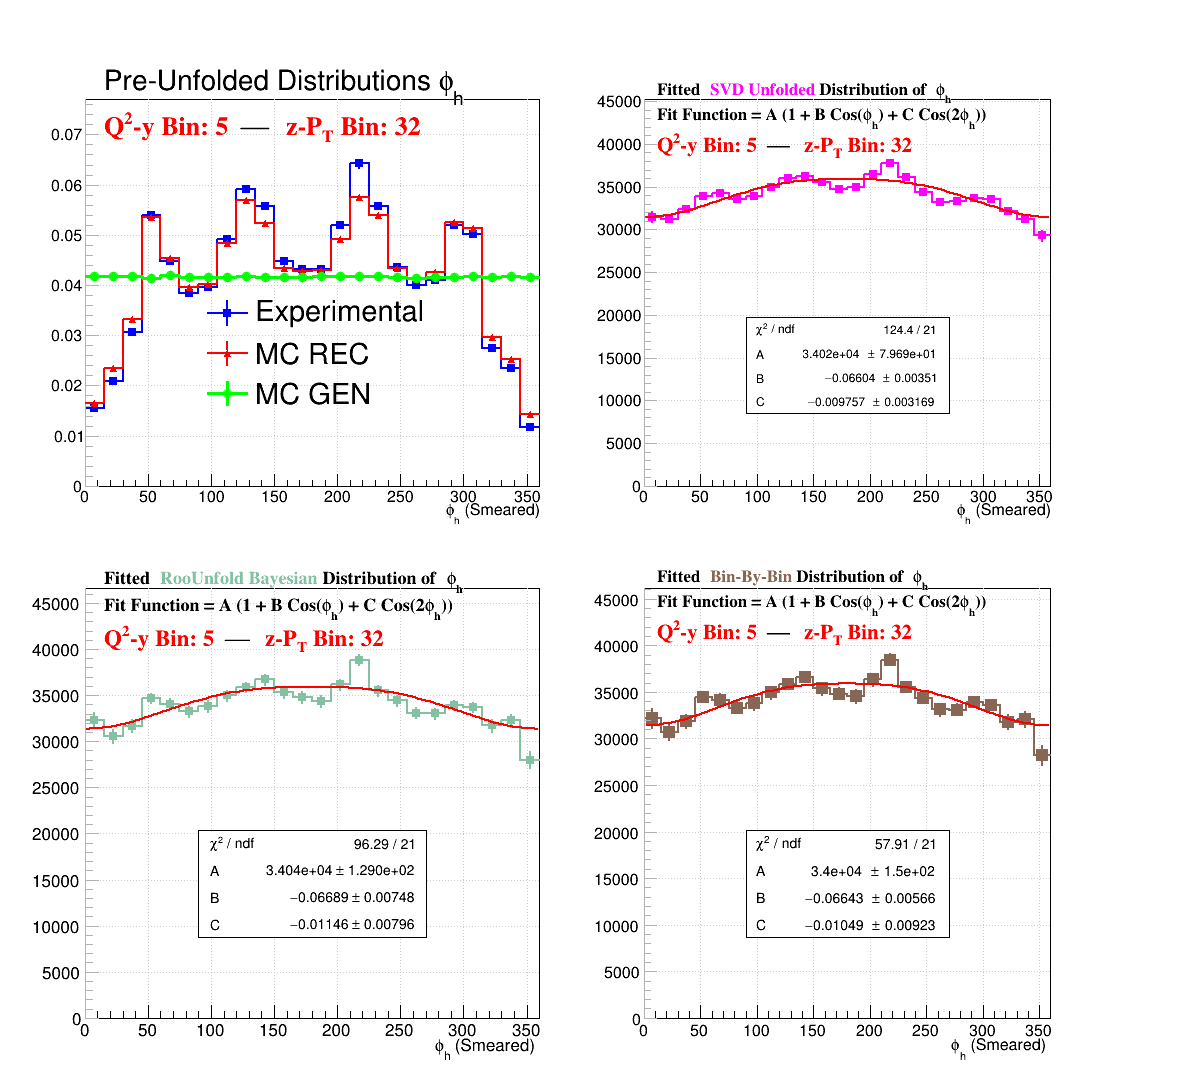 Pre-Unfolded Distributions ϕh
Q²-y Bin: 5 — z-PT Bin: 32
0.07
0.06
0.05
0.04
0.03
0.02
0.01
0
Experimental
MC REC
MC GEN
0 50 100 150 200 250 300 350
ϕh (Smeared)
Fitted SVD Unfolded Distribution of ϕh
Fit Function = A (1 + B Cos(ϕh) + C Cos(2ϕh))
Q²-y Bin: 5 — z-PT Bin: 32
45000
40000
35000
30000
25000
20000
15000
10000
5000
0
χ² / ndf 124.4 / 21
A 3.402e+04 ± 7.969e+01
B −0.06604 ± 0.00351
C −0.009757 ± 0.003169
0 50 100 150 200 250 300 350
ϕh (Smeared)
Fitted RooUnfold Bayesian Distribution of ϕh
Fit Function = A (1 + B Cos(ϕh) + C Cos(2ϕh))
Q²-y Bin: 5 — z-PT Bin: 32
45000
40000
35000
30000
25000
20000
15000
10000
5000
0
χ² / ndf 96.29 / 21
A 3.404e+04 ± 1.290e+02
B −0.06689 ± 0.00748
C −0.01146 ± 0.00796
0 50 100 150 200 250 300 350
ϕh (Smeared)
Fitted Bin-By-Bin Distribution of ϕh
Fit Function = A (1 + B Cos(ϕh) + C Cos(2ϕh))
Q²-y Bin: 5 — z-PT Bin: 32
45000
40000
35000
30000
25000
20000
15000
10000
5000
0
χ² / ndf 57.91 / 21
A 3.4e+04 ± 1.5e+02
B −0.06643 ± 0.00566
C −0.01049 ± 0.00923
0 50 100 150 200 250 300 350
ϕh (Smeared)